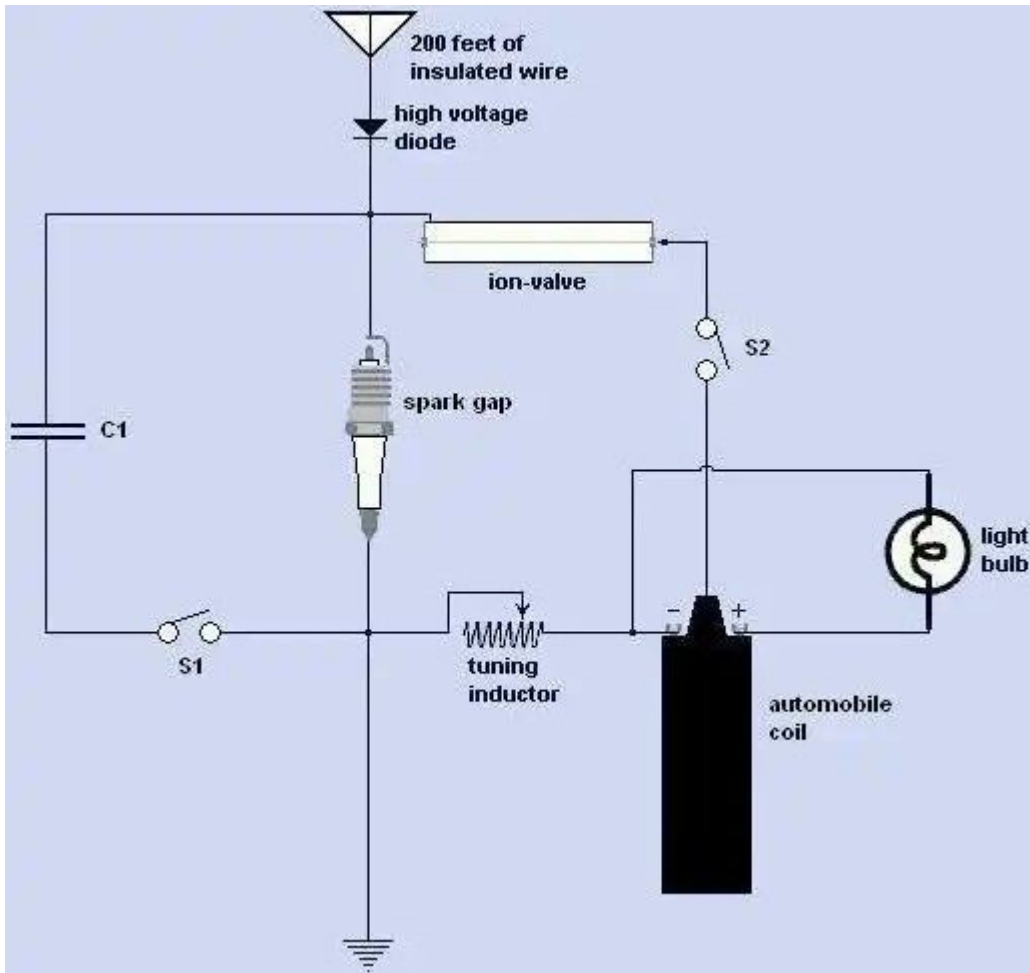 200 feet of
insulated wire
high voltage
diode
ion-valve
S2
spark gap
C1
light
bulb
- +
S1
tuning
inductor
automobile
coil